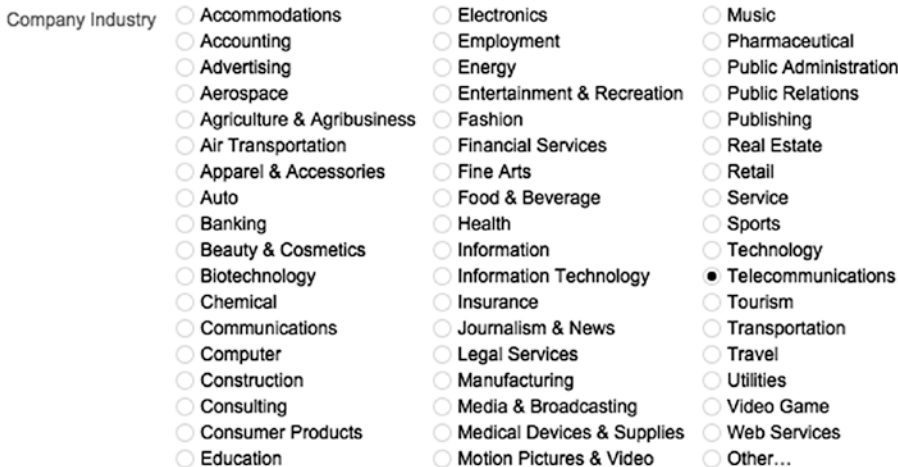 Company Industry
Accommodations
Accounting
Advertising
Aerospace
Agriculture & Agribusiness
Air Transportation
Apparel & Accessories
Auto
Banking
Beauty & Cosmetics
Biotechnology
Chemical
Communications
Computer
Construction
Consulting
Consumer Products
Education
Electronics
Employment
Energy
Entertainment & Recreation
Fashion
Financial Services
Fine Arts
Food & Beverage
Health
Information
Information Technology
Insurance
Journalism & News
Legal Services
Manufacturing
Media & Broadcasting
Medical Devices & Supplies
Motion Pictures & Video
Music
Pharmaceutical
Public Administration
Public Relations
Publishing
Real Estate
Retail
Service
Sports
Technology
Telecommunications
Tourism
Transportation
Travel
Utilities
Video Game
Web Services
Other...